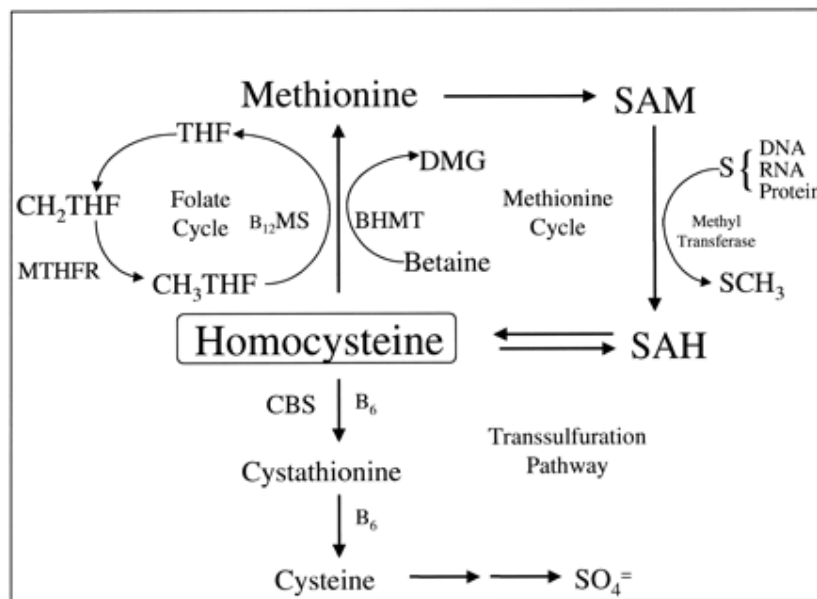 Methionine
SAM
THF
DMG
S { DNA
RNA
Protein
CH₂THF
Folate
Cycle
B₁₂MS
BHMT
Methionine
Cycle
Methyl
Transferase
MTHFR
CH₃THF
Betaine
SCH₃
Homocysteine
SAH
CBS
B₆
Transsulfuration
Pathway
Cystathionine
B₆
Cysteine
SO₄⁼